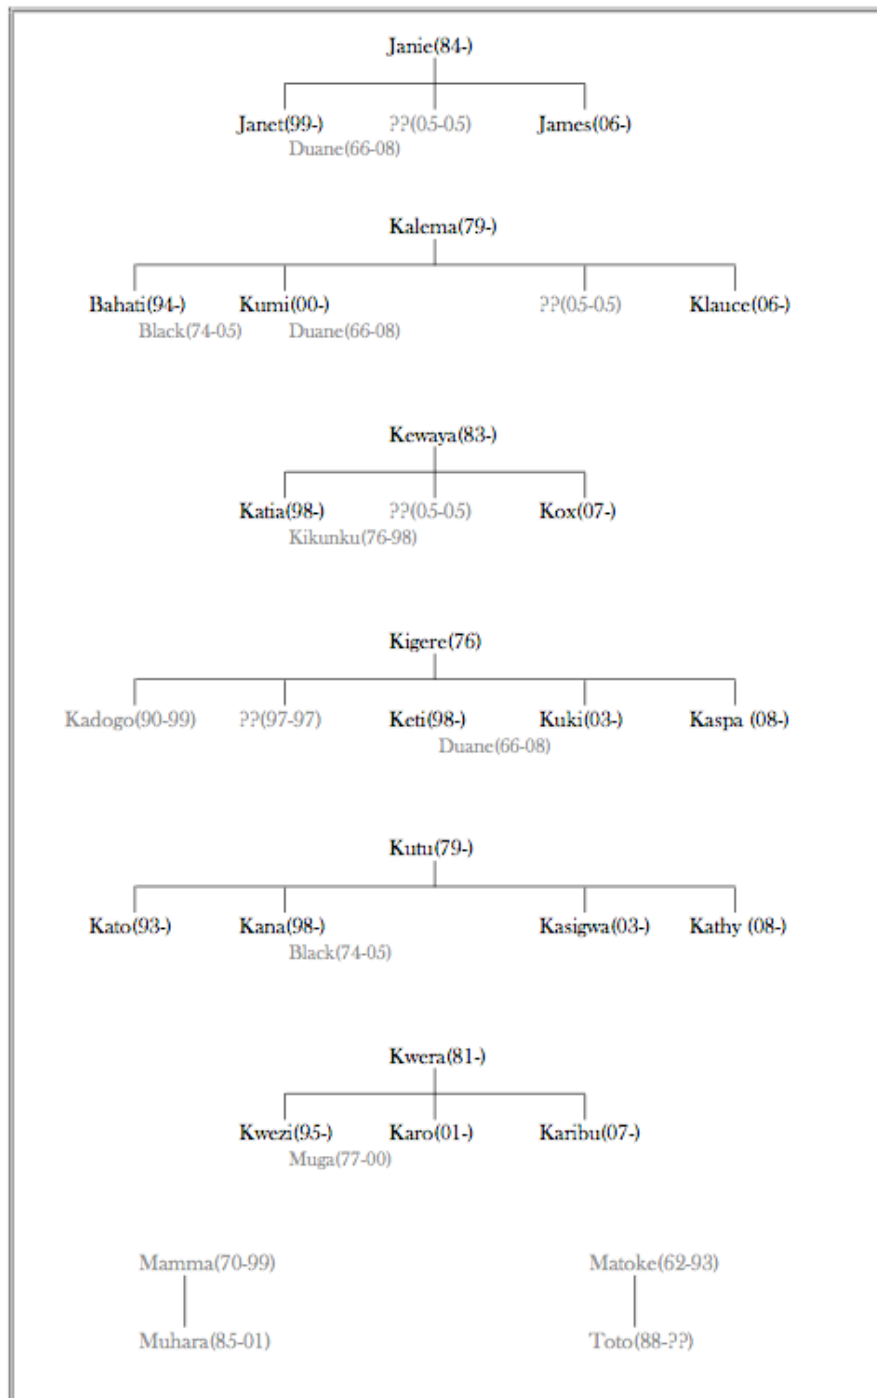 Janie(84-)
Janet(99-) ??(05-05) James(06-)
Duane(66-08)
Kalema(79-)
Bahati(94-) Kumi(00-) ??(05-05) Klauce(06-)
Black(74-05) Duane(66-08)
Kewaya(83-)
Katia(98-) ??(05-05) Kox(07-)
Kikunku(76-98)
Kigere(76)
Kadogo(90-99) ??(97-97) Keti(98-) Kuki(03-) Kaspa (08-)
Duane(66-08)
Kutu(79-)
Kato(93-) Kana(98-) Kasigwa(03-) Kathy (08-)
Black(74-05)
Kwera(81-)
Kwezi(95-) Karo(01-) Karibu(07-)
Muga(77-00)
Mamma(70-99) Matoke(62-93)
Muhara(85-01) Toto(88-??)